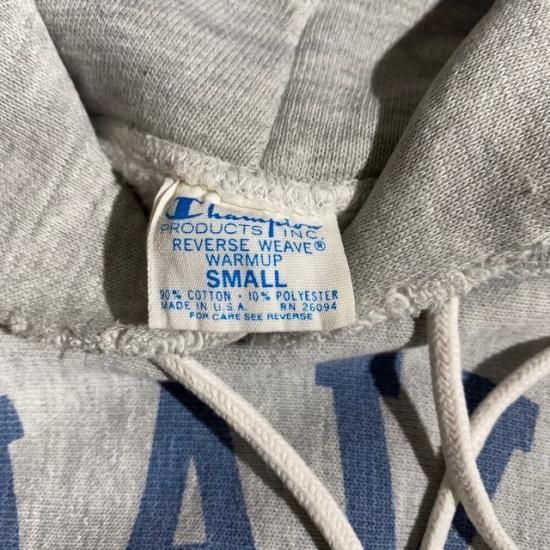 Champion
PRODUCTS INC.
REVERSE WEAVE®
WARMUP
SMALL
90% COTTON · 10% POLYESTER
MADE IN U.S.A. RN 26094
FOR CARE SEE REVERSE